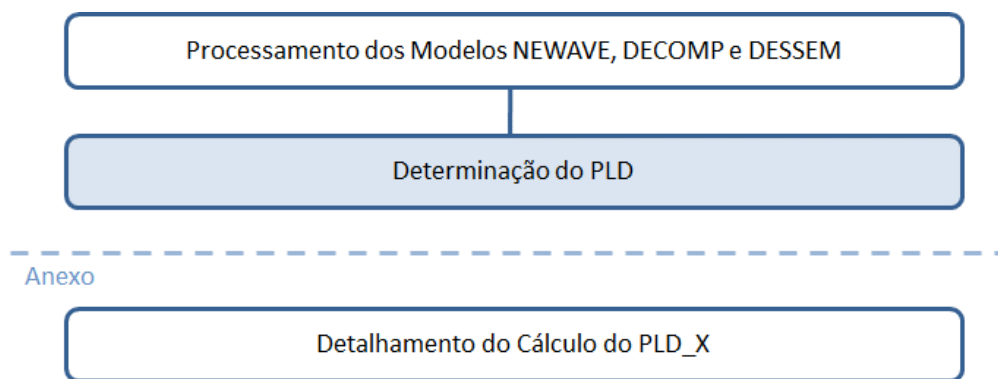 Processamento dos Modelos NEWAVE, DECOMP e DESSEM
Determinação do PLD
Anexo
Detalhamento do Cálculo do PLD_X